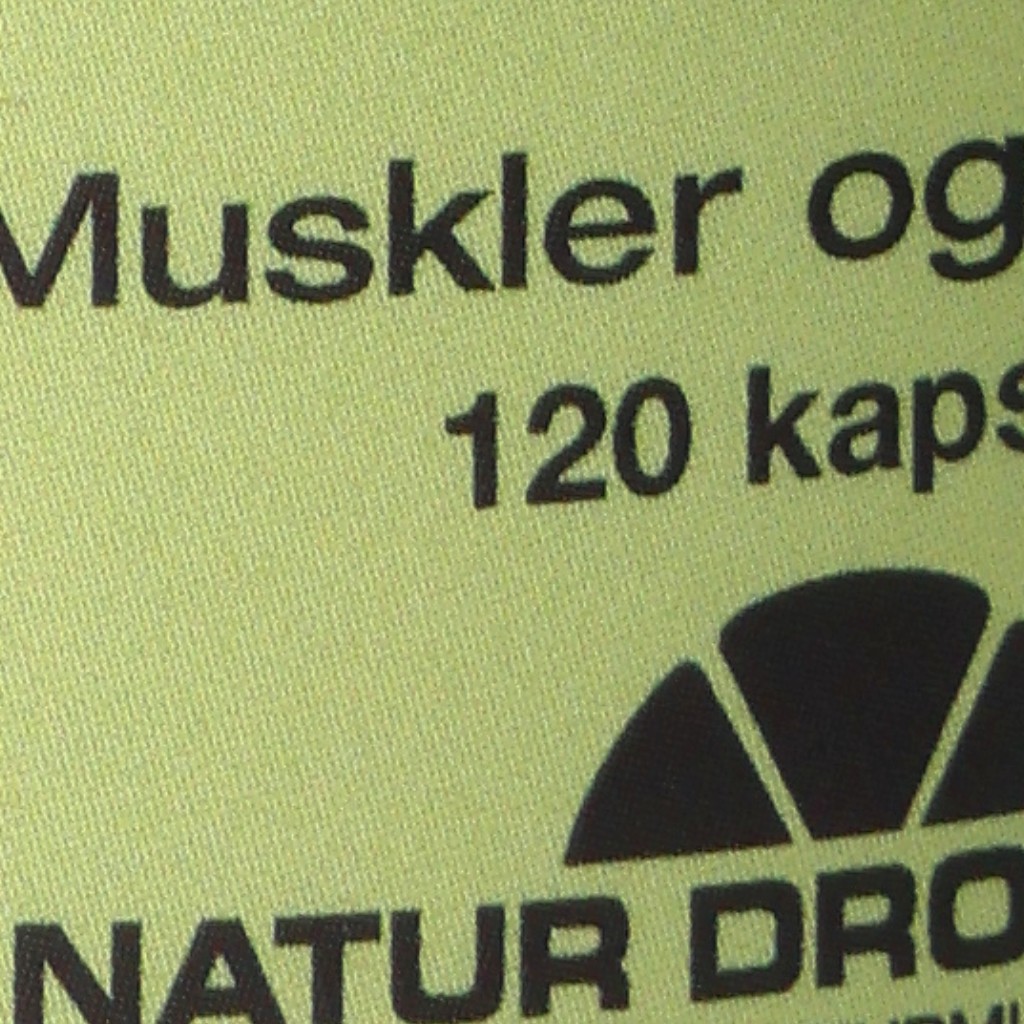 Muskler og
120 kaps
NATUR DRO